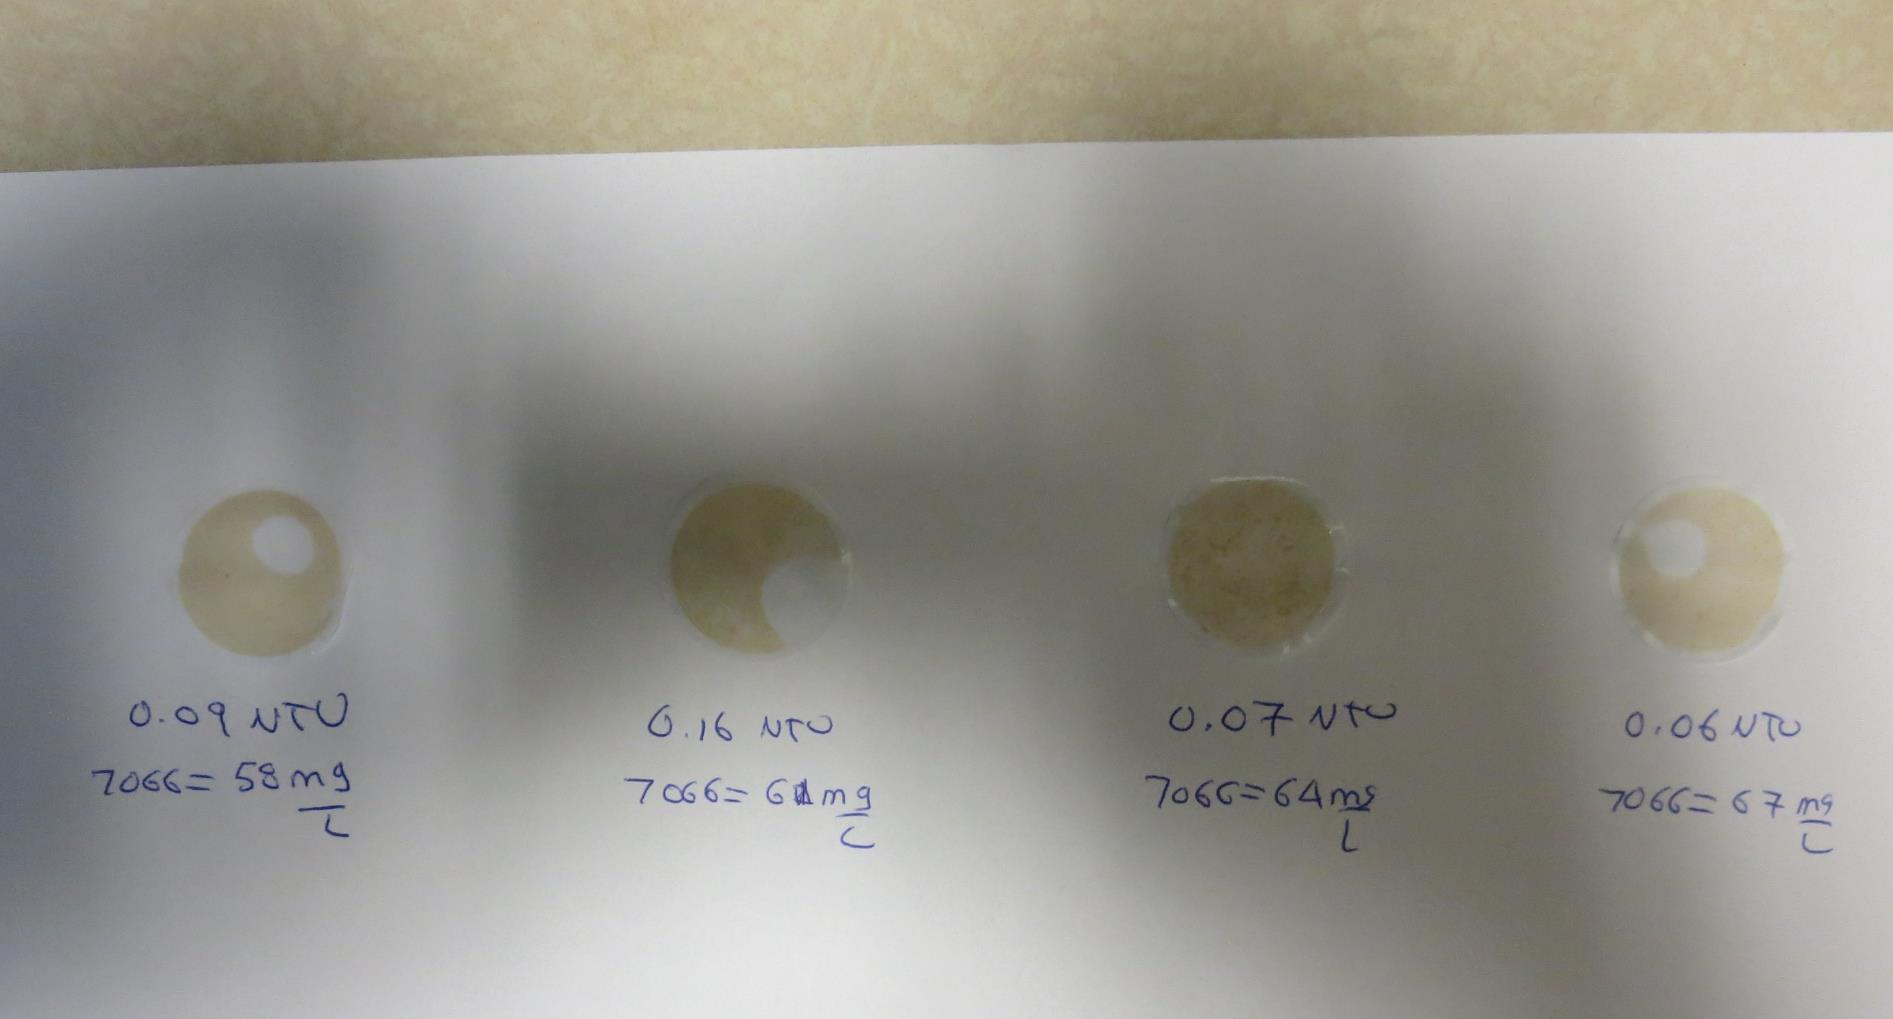 0.09 NTU
7066= 58 mg/L
0.16 NTU
7066= 61 mg/L
0.07 NTU
7066=64 mg/L
0.06 NTU
7066= 67 mg/L